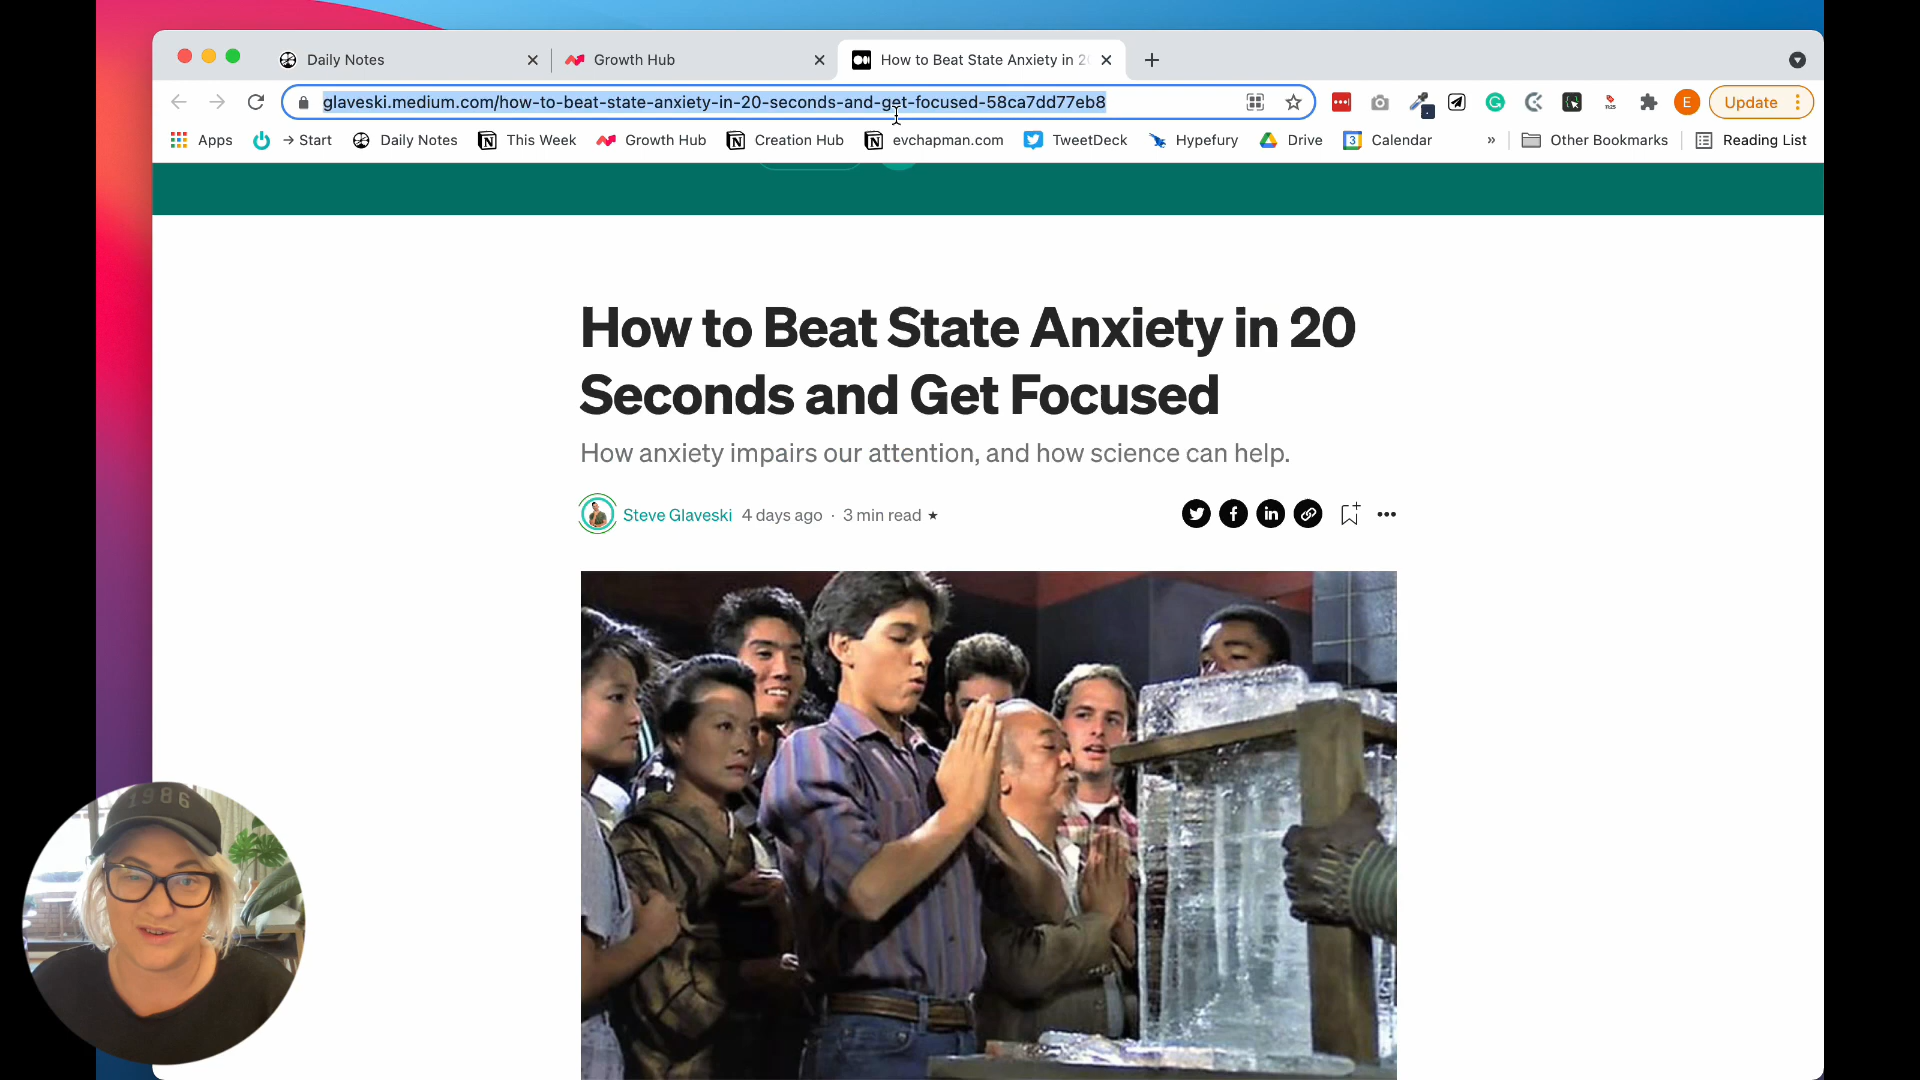 Daily Notes
Growth Hub
How to Beat State Anxiety in 2
glaveski.medium.com/how-to-beat-state-anxiety-in-20-seconds-and-get-focused-58ca7dd77eb8
E
Update
Apps
→ Start
Daily Notes
This Week
Growth Hub
Creation Hub
evchapman.com
TweetDeck
Hypefury
Drive
3
Calendar
»
Other Bookmarks
Reading List
How to Beat State Anxiety in 20
Seconds and Get Focused
How anxiety impairs our attention, and how science can help.
Steve Glaveski 4 days ago · 3 min read ★
1986